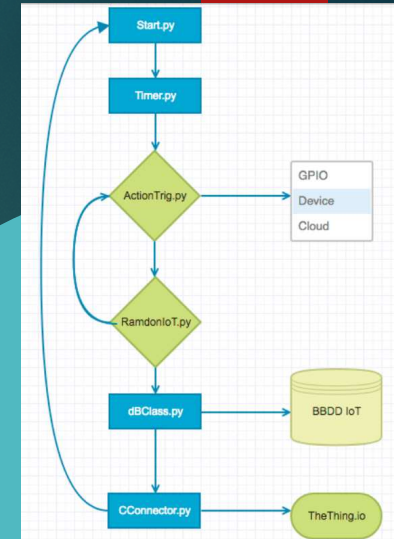 Start.py
Timer.py
ActionTrig.py
GPIO
Device
Cloud
RamdonIoT.py
dBClass.py
BBDD IoT
CConnector.py
TheThing.io